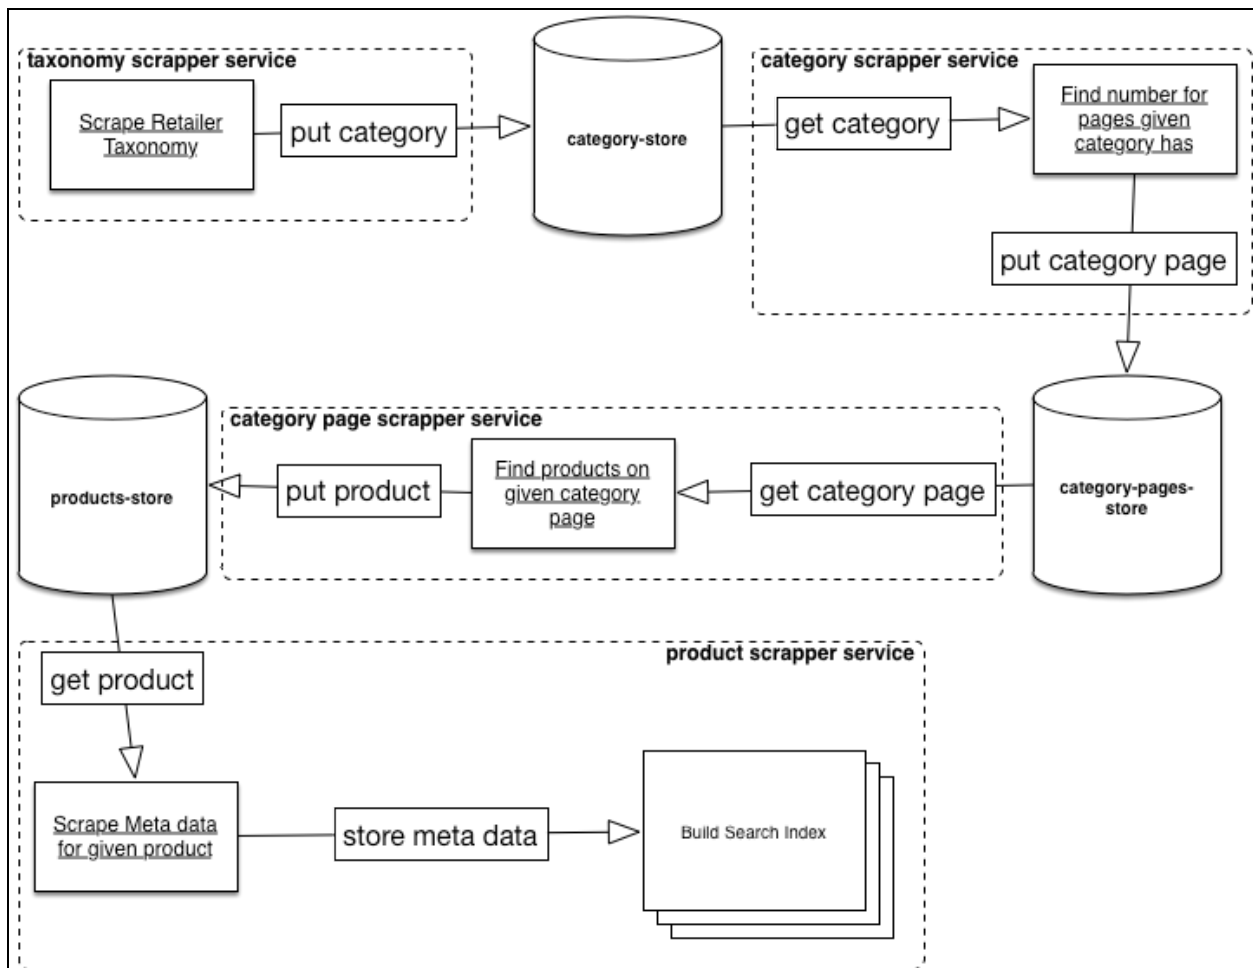 taxonomy scrapper service
Scrape Retailer
Taxonomy
put category
category-store
category scrapper service
get category
Find number for
pages given
category has
put category page
products-store
category page scrapper service
put product
Find products on
given category
page
get category page
category-pages-
store
product scrapper service
get product
Scrape Meta data
for given product
store meta data
Build Search Index